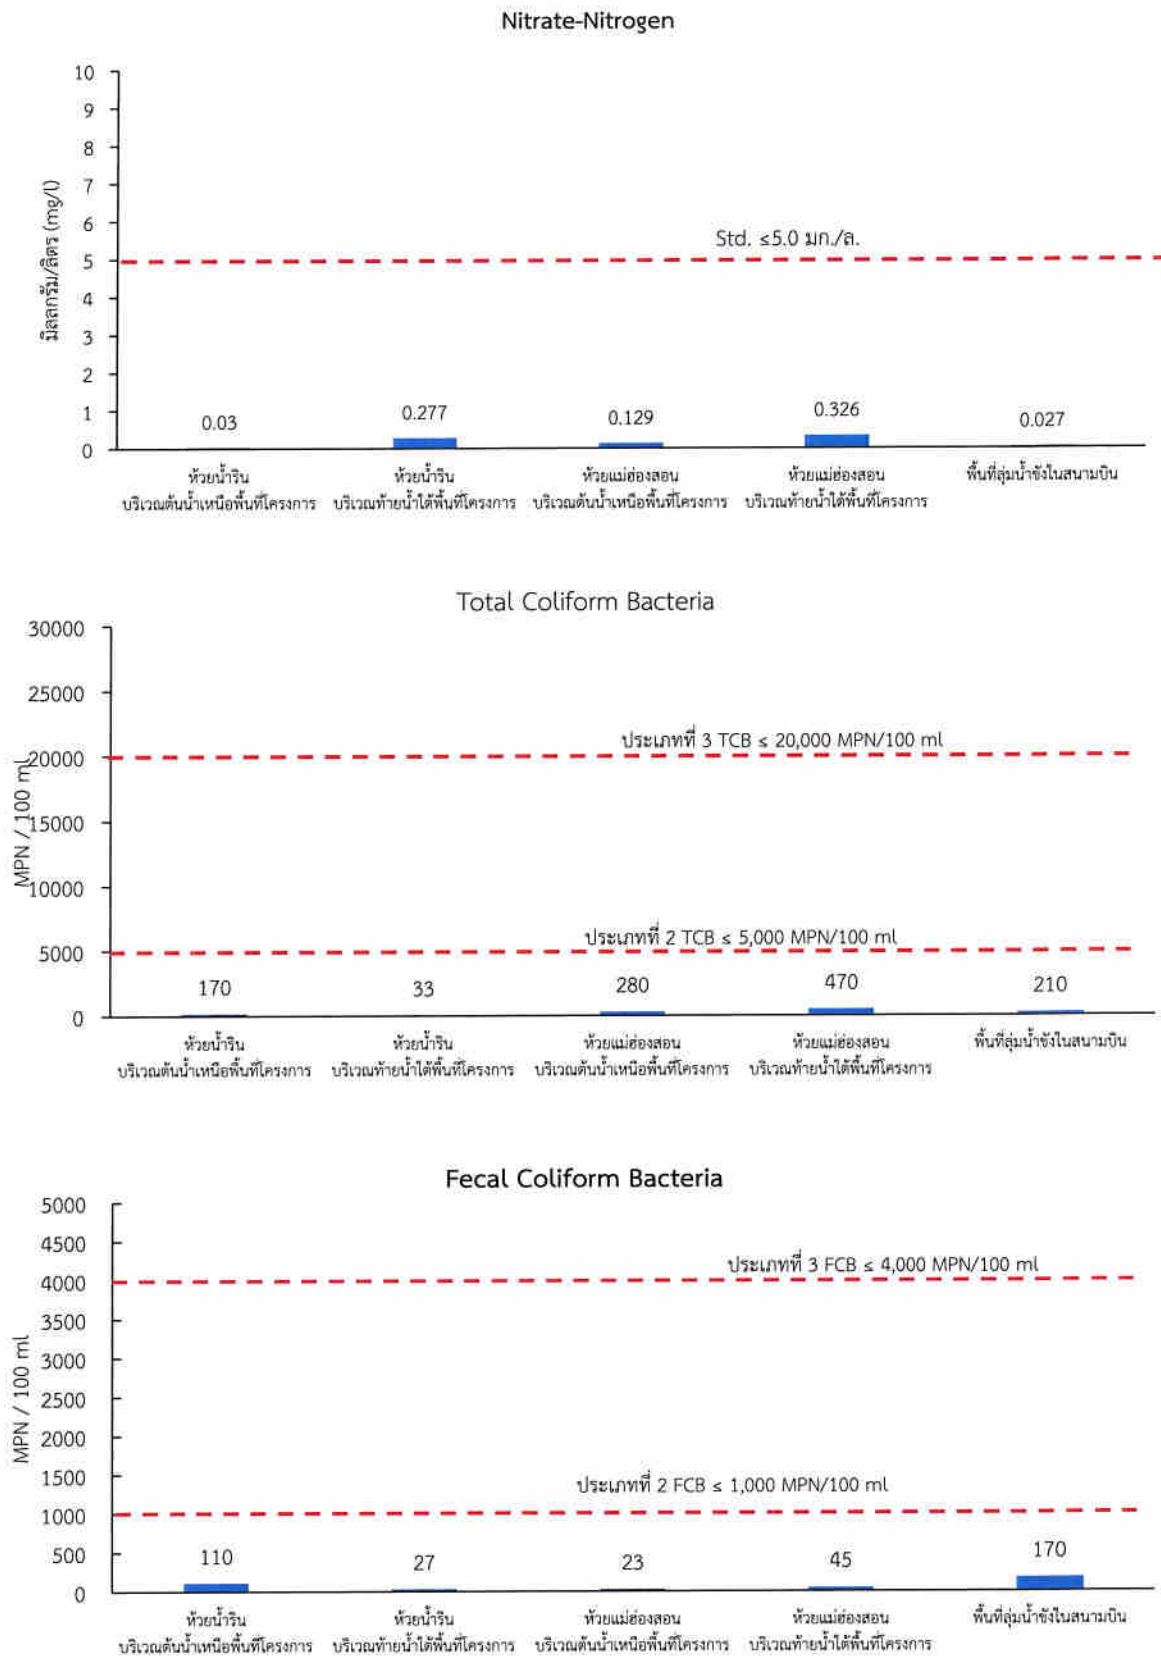 Nitrate-Nitrogen
มิลลิกรัม/ลิตร (mg/l)
10
9
8
7
6
5
4
3
2
1
0
Std. ≤5.0 มก./ล.
0.03
0.277
0.129
0.326
0.027
ห้วยน้ำริน
บริเวณต้นน้ำเหนือพื้นที่โครงการ
ห้วยน้ำริน
บริเวณท้ายน้ำใต้พื้นที่โครงการ
ห้วยแม่ฮ่องสอน
บริเวณต้นน้ำเหนือพื้นที่โครงการ
ห้วยแม่ฮ่องสอน
บริเวณท้ายน้ำใต้พื้นที่โครงการ
พื้นที่ลุ่มน้ำขังในสนามบิน
Total Coliform Bacteria
MPN / 100 ml
30000
25000
20000
15000
10000
5000
0
ประเภทที่ 3 TCB ≤ 20,000 MPN/100 ml
ประเภทที่ 2 TCB ≤ 5,000 MPN/100 ml
170
33
280
470
210
ห้วยน้ำริน
บริเวณต้นน้ำเหนือพื้นที่โครงการ
ห้วยน้ำริน
บริเวณท้ายน้ำใต้พื้นที่โครงการ
ห้วยแม่ฮ่องสอน
บริเวณต้นน้ำเหนือพื้นที่โครงการ
ห้วยแม่ฮ่องสอน
บริเวณท้ายน้ำใต้พื้นที่โครงการ
พื้นที่ลุ่มน้ำขังในสนามบิน
Fecal Coliform Bacteria
MPN / 100 ml
5000
4500
4000
3500
3000
2500
2000
1500
1000
500
0
ประเภทที่ 3 FCB ≤ 4,000 MPN/100 ml
ประเภทที่ 2 FCB ≤ 1,000 MPN/100 ml
110
27
23
45
170
ห้วยน้ำริน
บริเวณต้นน้ำเหนือพื้นที่โครงการ
ห้วยน้ำริน
บริเวณท้ายน้ำใต้พื้นที่โครงการ
ห้วยแม่ฮ่องสอน
บริเวณต้นน้ำเหนือพื้นที่โครงการ
ห้วยแม่ฮ่องสอน
บริเวณท้ายน้ำใต้พื้นที่โครงการ
พื้นที่ลุ่มน้ำขังในสนามบิน